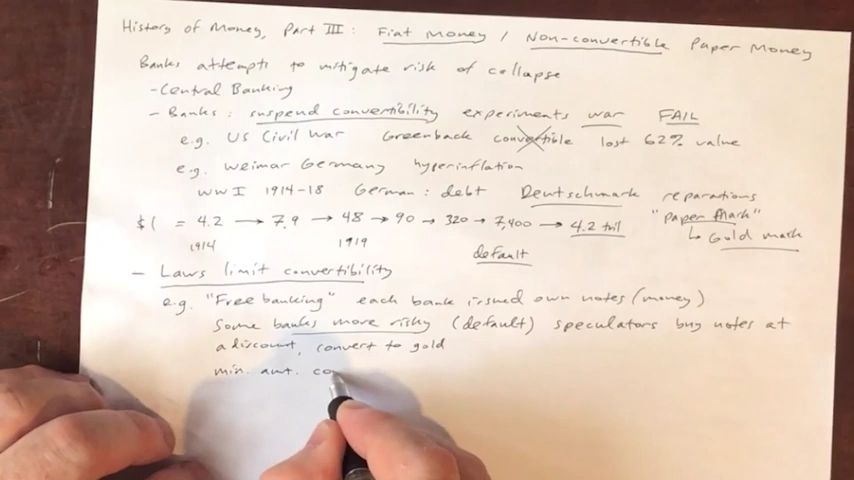 History of Money, Part III: Fiat Money / Non-convertible Paper Money
Banks attempts to mitigate risk of collapse
- Central Banking
- Banks: suspend convertibility experiments war FAIL
e.g. US Civil War Greenback convertible lost 62% value
e.g. Weimar Germany hyperinflation
WWI 1914-18 German: debt Deutschmark reparations
$1 = 4.2 → 7.9 → 48 → 90 → 320 → 7,400 → 4.2 tril "paper Mark"
1914 1919 default ↳ Gold mark
- Laws limit convertibility
e.g. "Free banking" each bank issued own notes (money)
Some banks more risky (default) speculators buy notes at
a discount, convert to gold
min. amt. co